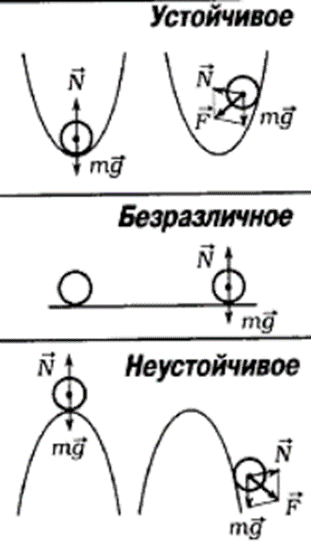 Устойчивое
N⃗
mg⃗
N⃗
F⃗
mg⃗
Безразличное
N⃗
mg⃗
Неустойчивое
N⃗
mg⃗
N⃗
F⃗
mg⃗